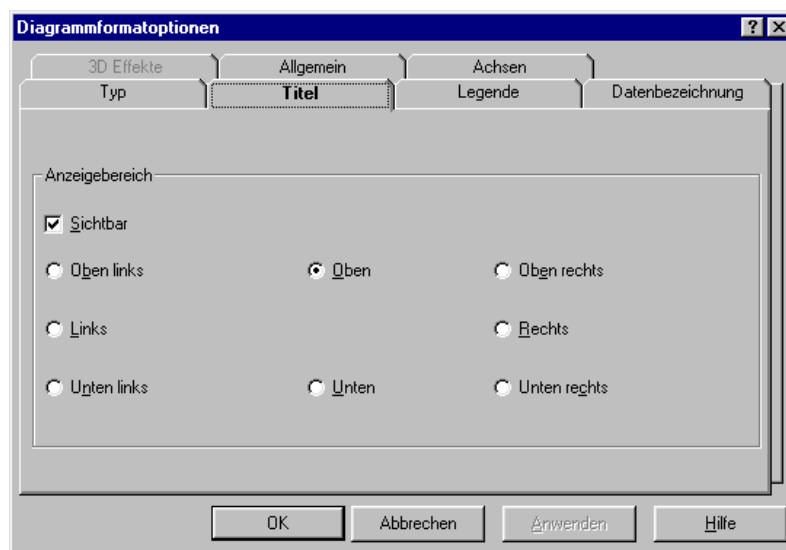 Diagrammformatoptionen
3D Effekte Allgemein Achsen
Typ Titel Legende Datenbezeichnung
Anzeigebereich
Sichtbar
Oben links Oben Oben rechts
Links Rechts
Unten links Unten Unten rechts
OK Abbrechen Anwenden Hilfe